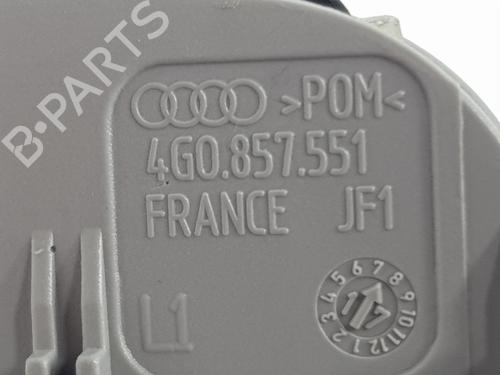 B-PARTS
>POM<
4G0.857.551
FRANCE JF1
L1
1 2 3 4 5 6 7 8 9 10 11 12
17